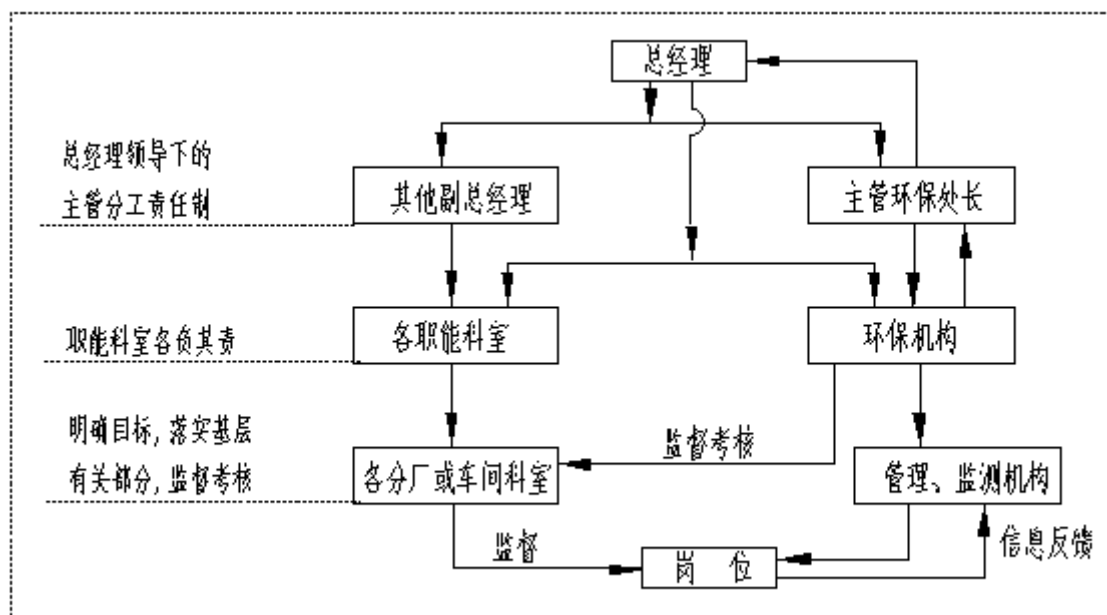 总经理
总经理领导下的
主管分工责任制
其他副总经理
主管环保处长
职能科室各负其责
各职能科室
环保机构
明确目标,落实基层
有关部分,监督考核
监督考核
各分厂或车间科室
管理、监测机构
监督
信息反馈
岗 位